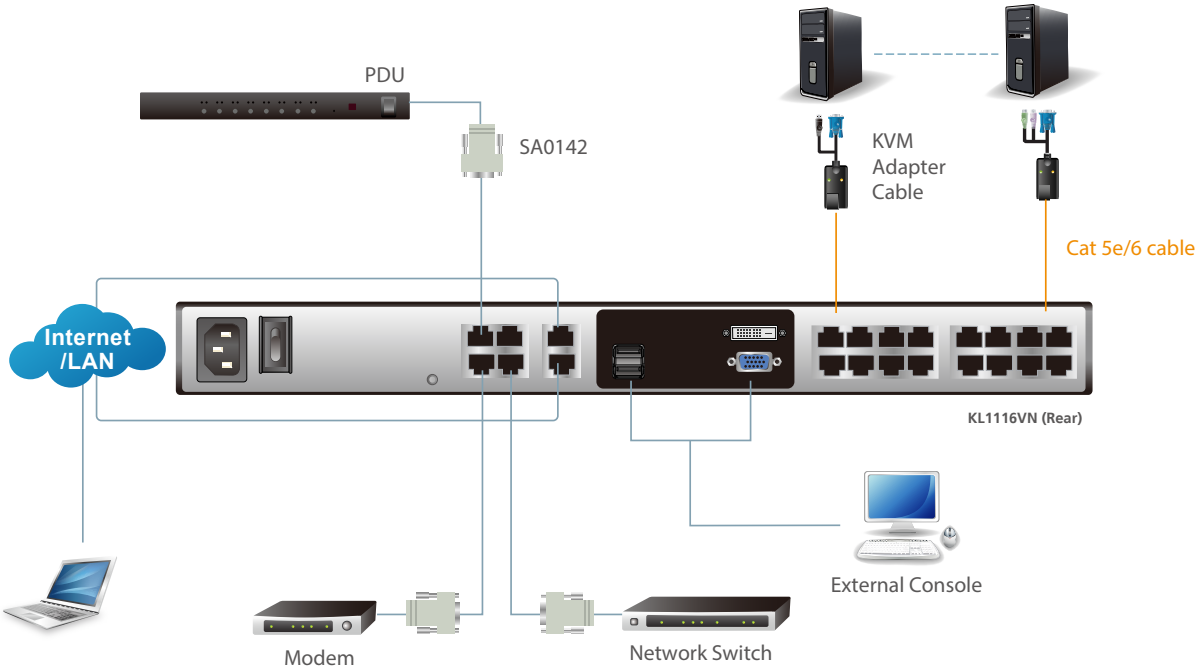 PDU
SA0142
KVM
Adapter
Cable
Cat 5e/6 cable
Internet
/LAN
KL1116VN (Rear)
External Console
Modem
Network Switch